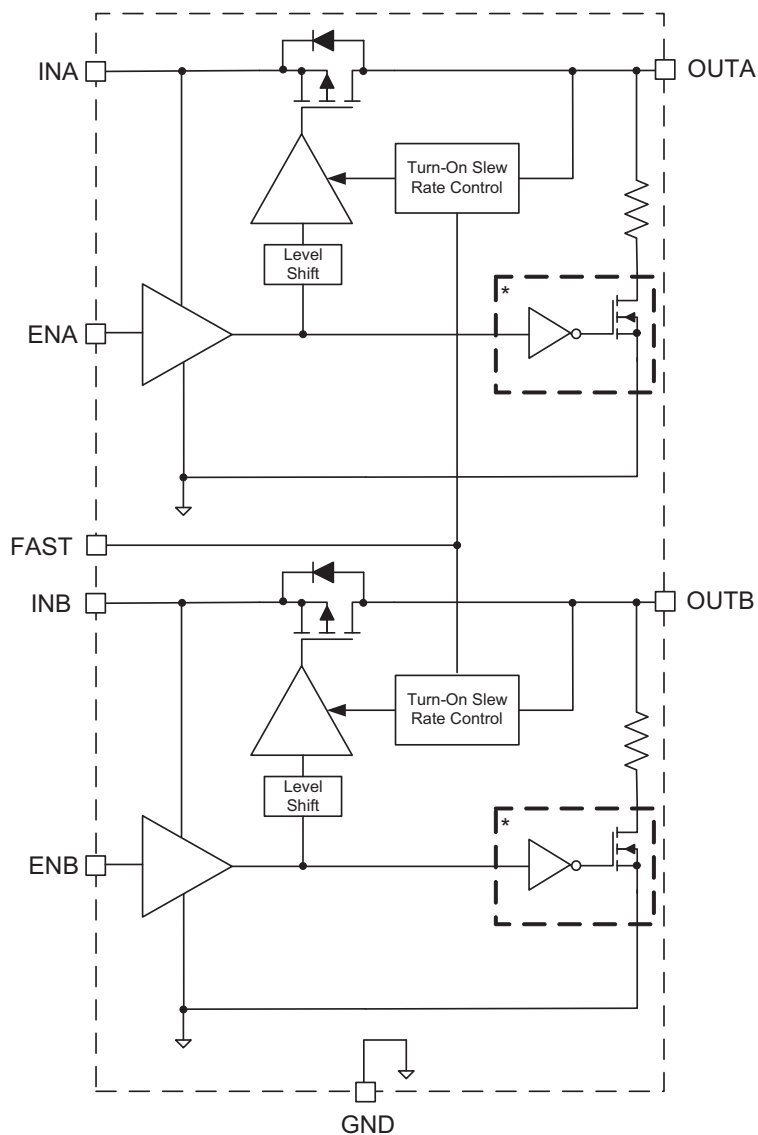 INA
OUTA
Turn-On Slew
Rate Control
Level
Shift
*
ENA
FAST
INB
OUTB
Turn-On Slew
Rate Control
Level
Shift
*
ENB
GND